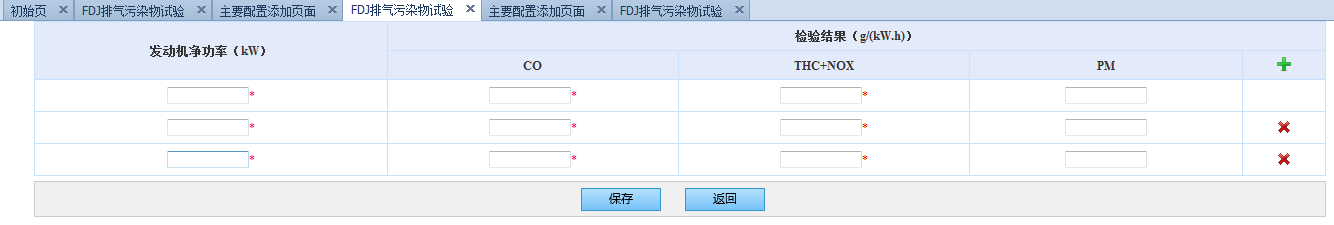 初始页 FDJ排气污染物试验 主要配置添加页面 FDJ排气污染物试验 主要配置添加页面 FDJ排气污染物试验
发动机净功率（kW） 检验结果（g/(kW.h)）
CO THC+NOX PM
* * *
* * *
* * *
保存 返回